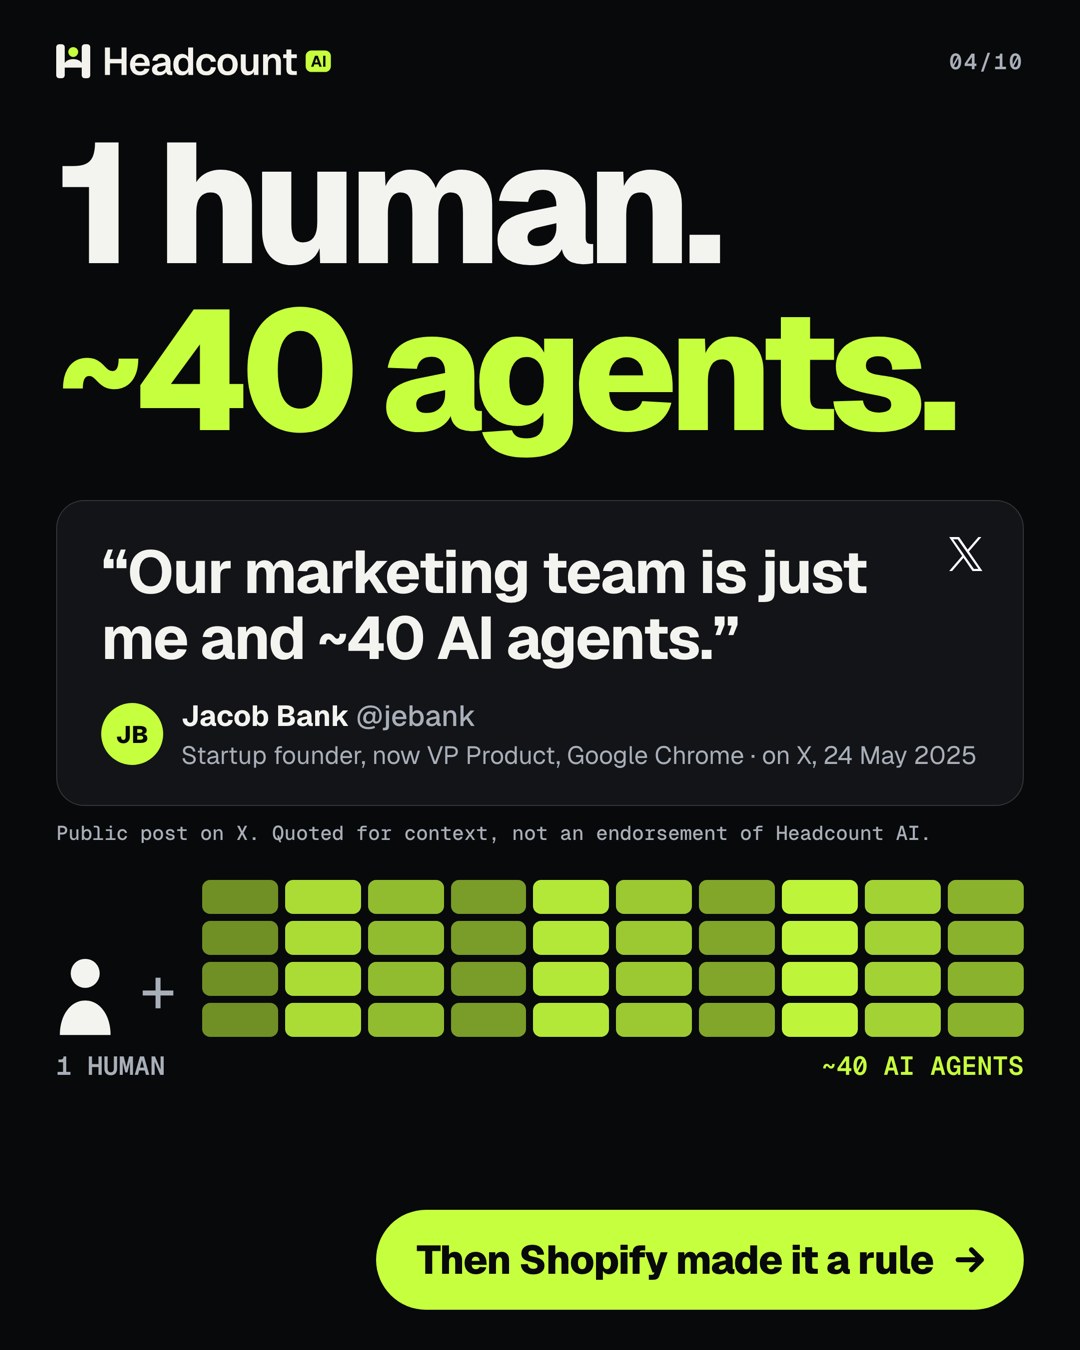 Headcount AI
04/10
1 human.
~40 agents.
“Our marketing team is just
me and ~40 AI agents.”
JB
Jacob Bank @jebank
Startup founder, now VP Product, Google Chrome · on X, 24 May 2025
Public post on X. Quoted for context, not an endorsement of Headcount AI.
1 HUMAN
~40 AI AGENTS
Then Shopify made it a rule →